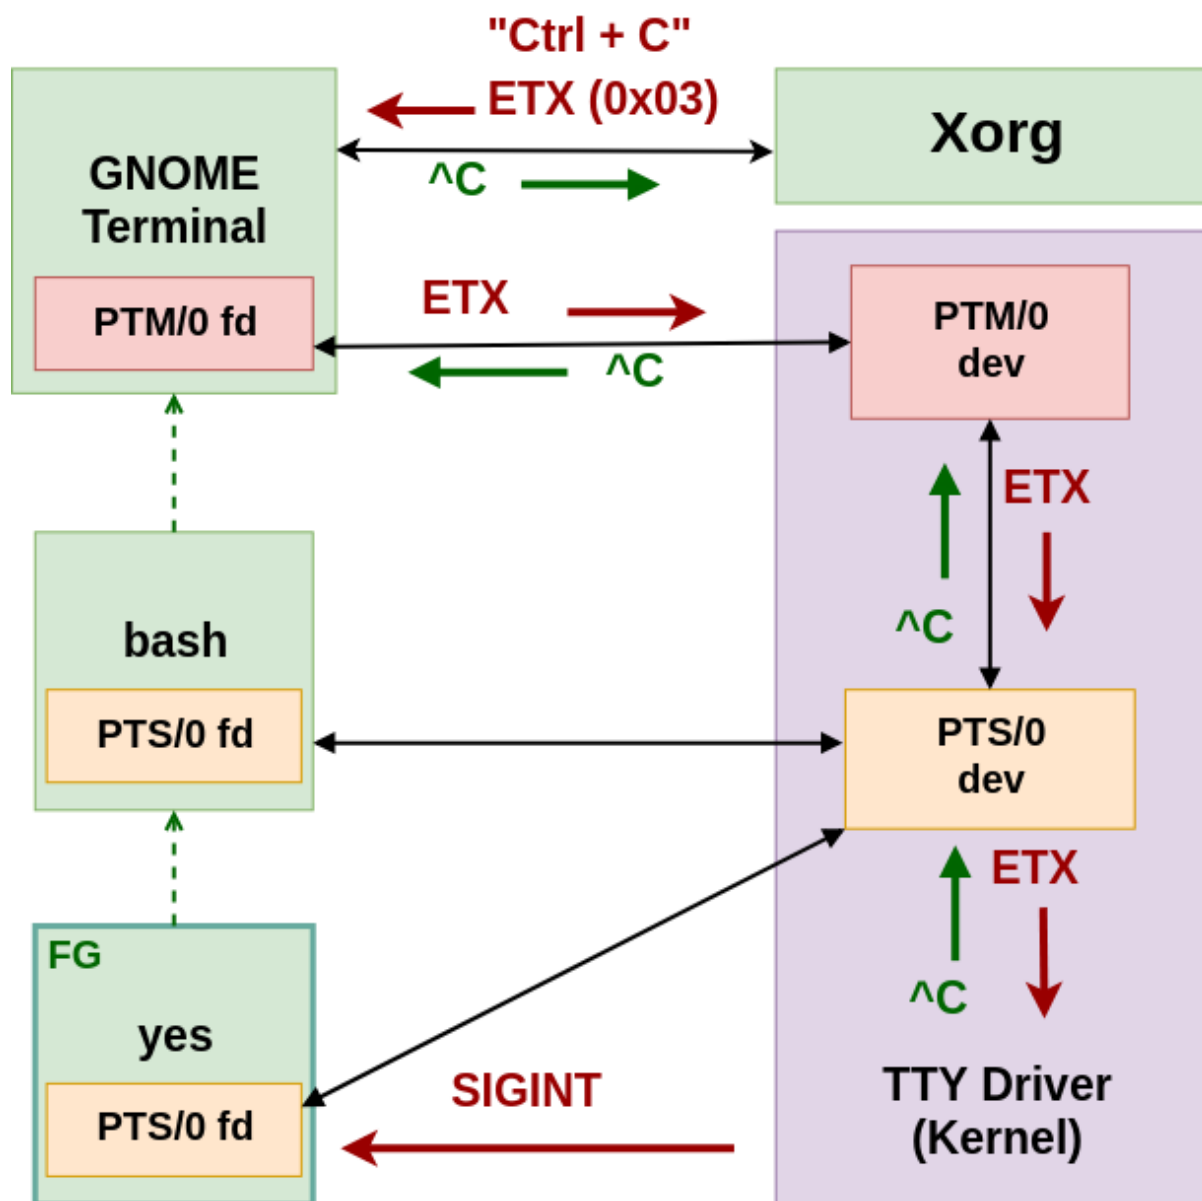 "Ctrl + C"
ETX (0x03)
Xorg
GNOME
Terminal
^C
PTM/0 fd
ETX
^C
PTM/0
dev
ETX
^C
bash
PTS/0 fd
PTS/0
dev
ETX
^C
FG
yes
PTS/0 fd
SIGINT
TTY Driver
(Kernel)